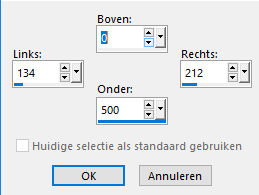 Boven:
0
Links:
134
Rechts:
212
Onder:
500
Huidige selectie als standaard gebruiken
OK
Annuleren